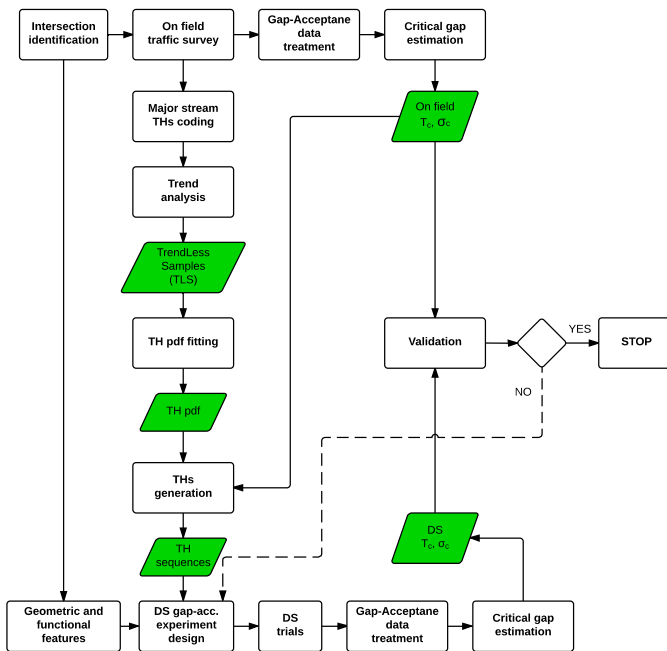 Intersection
identification
On field
traffic survey
Gap-Acceptane
data
treatment
Critical gap
estimation
Major stream
THs coding
On field
Tc, σc
Trend
analysis
TrendLess
Samples
(TLS)
TH pdf fitting
Validation
YES
STOP
NO
TH pdf
THs
generation
DS
Tc, σc
TH
sequences
Geometric and
functional
features
DS gap-acc.
experiment
design
DS
trials
Gap-Acceptane
data
treatment
Critical gap
estimation